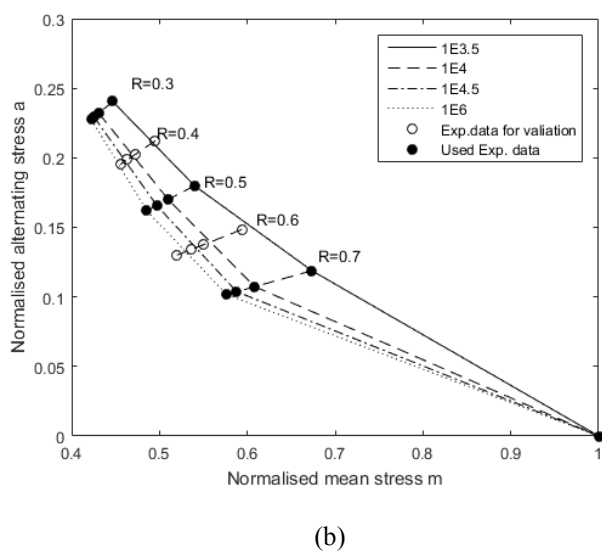 0.3
0.25
0.2
0.15
0.1
0.05
0
Normalised alternating stress a
1E3.5
1E4
1E4.5
1E6
Exp.data for valiation
Used Exp. data
R=0.3
R=0.4
R=0.5
R=0.6
R=0.7
0.4
0.5
0.6
0.7
0.8
0.9
1
Normalised mean stress m
(b)